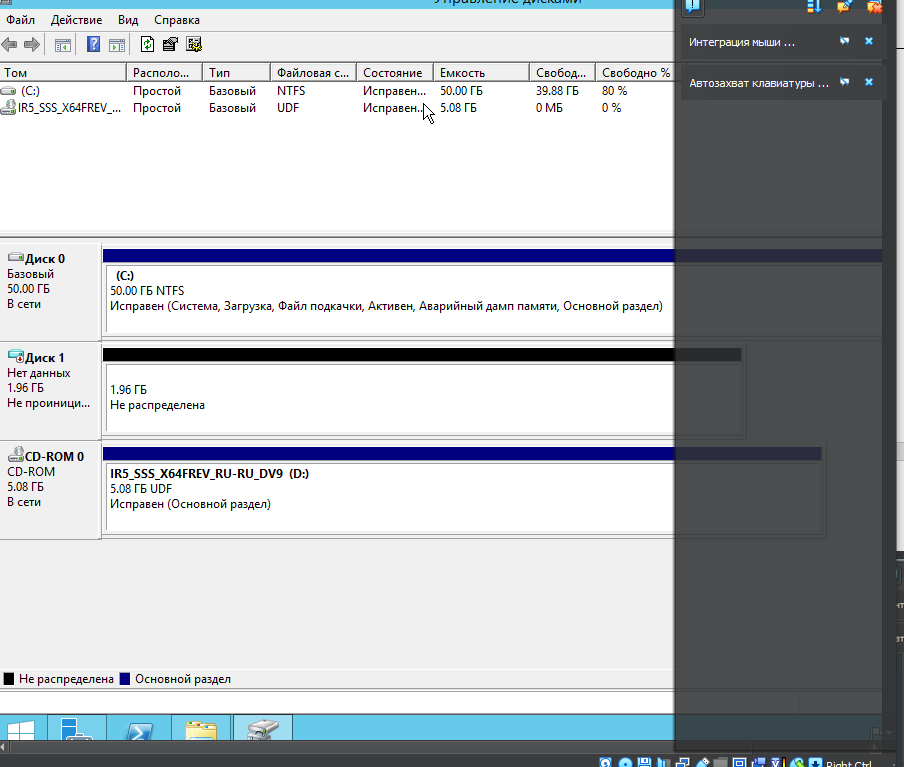 Управление дисками
Файл Действие Вид Справка
Том Располо... Тип Файловая с... Состояние Емкость Свобод... Свободно %
(C:) Простой Базовый NTFS Исправен... 50.00 ГБ 39.88 ГБ 80 %
IR5_SSS_X64FREV_... Простой Базовый UDF Исправен... 5.08 ГБ 0 МБ 0 %
Интеграция мыши ...
Автозахват клавиатуры ...
Диск 0
Базовый
50.00 ГБ
В сети
(C:)
50.00 ГБ NTFS
Исправен (Система, Загрузка, Файл подкачки, Активен, Аварийный дамп памяти, Основной раздел)
Диск 1
Нет данных
1.96 ГБ
Не проиници...
1.96 ГБ
Не распределена
CD-ROM 0
CD-ROM
5.08 ГБ
В сети
IR5_SSS_X64FREV_RU-RU_DV9 (D:)
5.08 ГБ UDF
Исправен (Основной раздел)
Не распределена Основной раздел
Right Ctrl